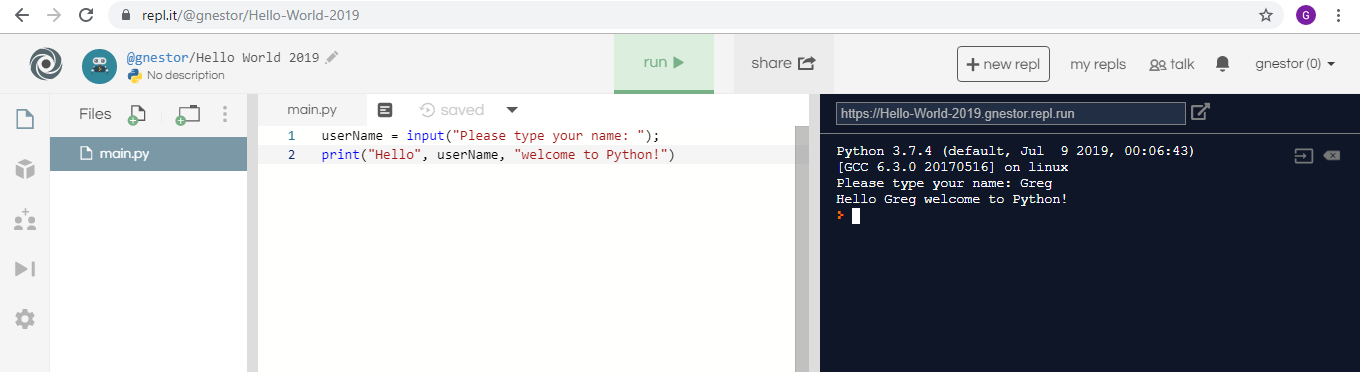 repl.it/@gnestor/Hello-World-2019
G
@gnestor/Hello World 2019
No description
run
share
+ new repl
my repls
talk
gnestor (0)
Files
main.py
main.py
saved
1 userName = input("Please type your name: ");
2 print("Hello", userName, "welcome to Python!")
https://Hello-World-2019.gnestor.repl.run
Python 3.7.4 (default, Jul  9 2019, 00:06:43)
[GCC 6.3.0 20170516] on linux
Please type your name: Greg
Hello Greg welcome to Python!